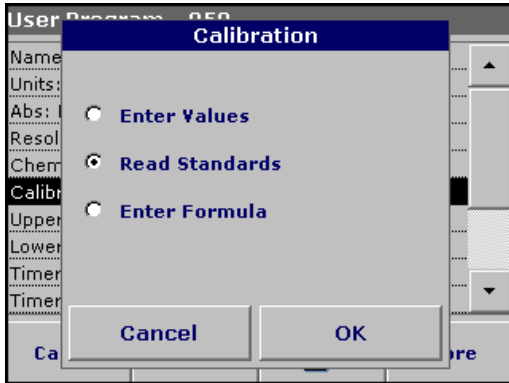 User Program
Calibration
Name
Units:
Abs:
Enter Values
Resol
Read Standards
Chem
Calibr
Enter Formula
Upper
Lower
Timer
Timer
Cancel
OK
Ca
ore